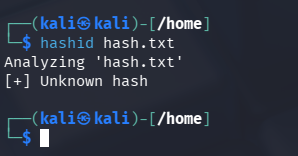 ┌──(kali㉿kali)-[/home]
└─$ hashid hash.txt
Analyzing 'hash.txt'
[+] Unknown hash
┌──(kali㉿kali)-[/home]
└─$